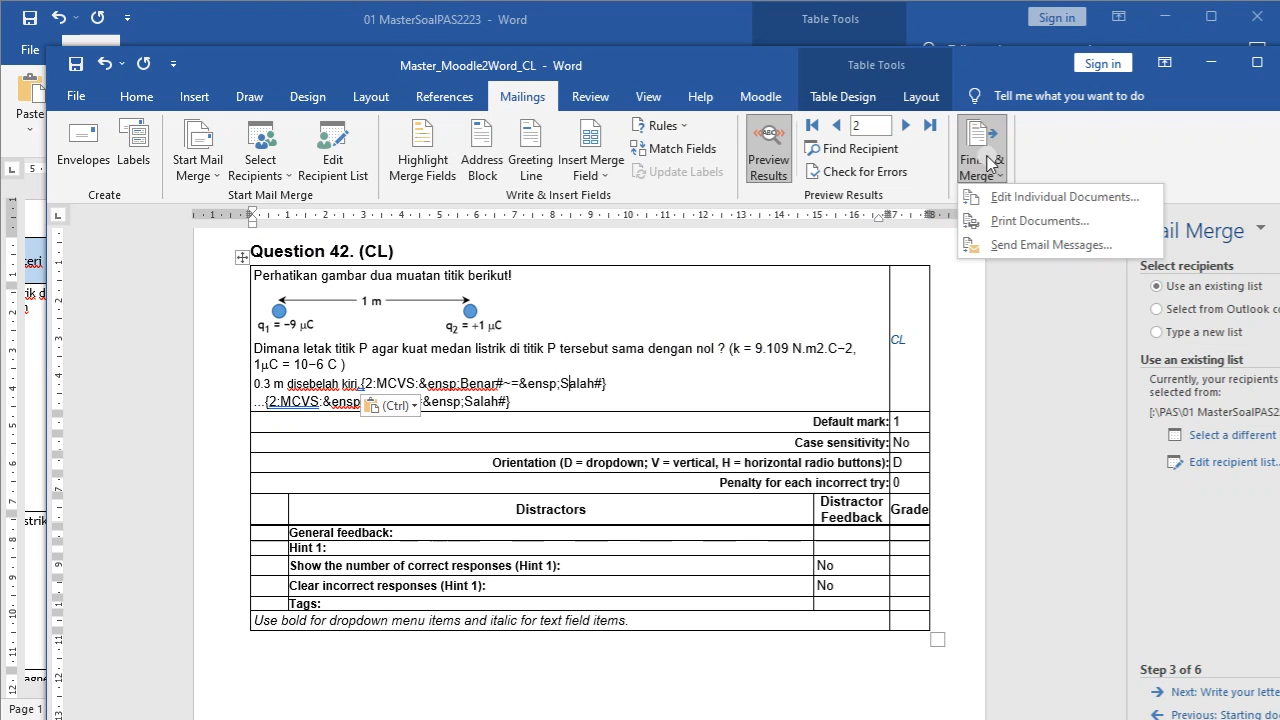 01 MasterSoalPAS2223 - Word
Table Tools
Sign in
File
Paste
Master_Moodle2Word_CL - Word
Table Tools
Sign in
File Home Insert Draw Design Layout References Mailings Review View Help Moodle Table Design Layout Tell me what you want to do
Envelopes
Labels
Create
Start Mail
Merge
Select
Recipients
Edit
Recipient List
Start Mail Merge
Highlight
Merge Fields
Address
Block
Greeting
Line
Insert Merge
Field
Rules
Match Fields
Update Labels
Write & Insert Fields
Preview
Results
2
Find Recipient
Check for Errors
Preview Results
Merge
Edit Individual Documents...
Print Documents...
Send Email Messages...
Merge
Select recipients
Use an existing list
Select from Outlook
Type a new list
Use an existing list
Currently, your recipients
selected from:
[:\PAS\01 MasterSoalPAS2
Select a different
Edit recipient list...
Step 3 of 6
Next: Write your
Previous: Starting
Question 42. (CL)
Perhatikan gambar dua muatan titik berikut!
1 m
q1 = −9 μC
q2 = +1 μC
Dimana letak titik P agar kuat medan listrik di titik P tersebut sama dengan nol ? (k = 9.109 N.m2.C−2,
1μC = 10−6 C )
0.3 m disebelah kiri {2:MCVS:&ensp;Benar#~=&ensp;Salah#}
...{2:MCVS:&ensp
(Ctrl)
&ensp;Salah#}
CL
Default mark: 1
Case sensitivity: No
Orientation (D = dropdown; V = vertical, H = horizontal radio buttons): D
Penalty for each incorrect try: 0
Distractors
Distractor
Feedback
Grade
General feedback:
Hint 1:
Show the number of correct responses (Hint 1): No
Clear incorrect responses (Hint 1): No
Tags:
Use bold for dropdown menu items and italic for text field items.
Page 1